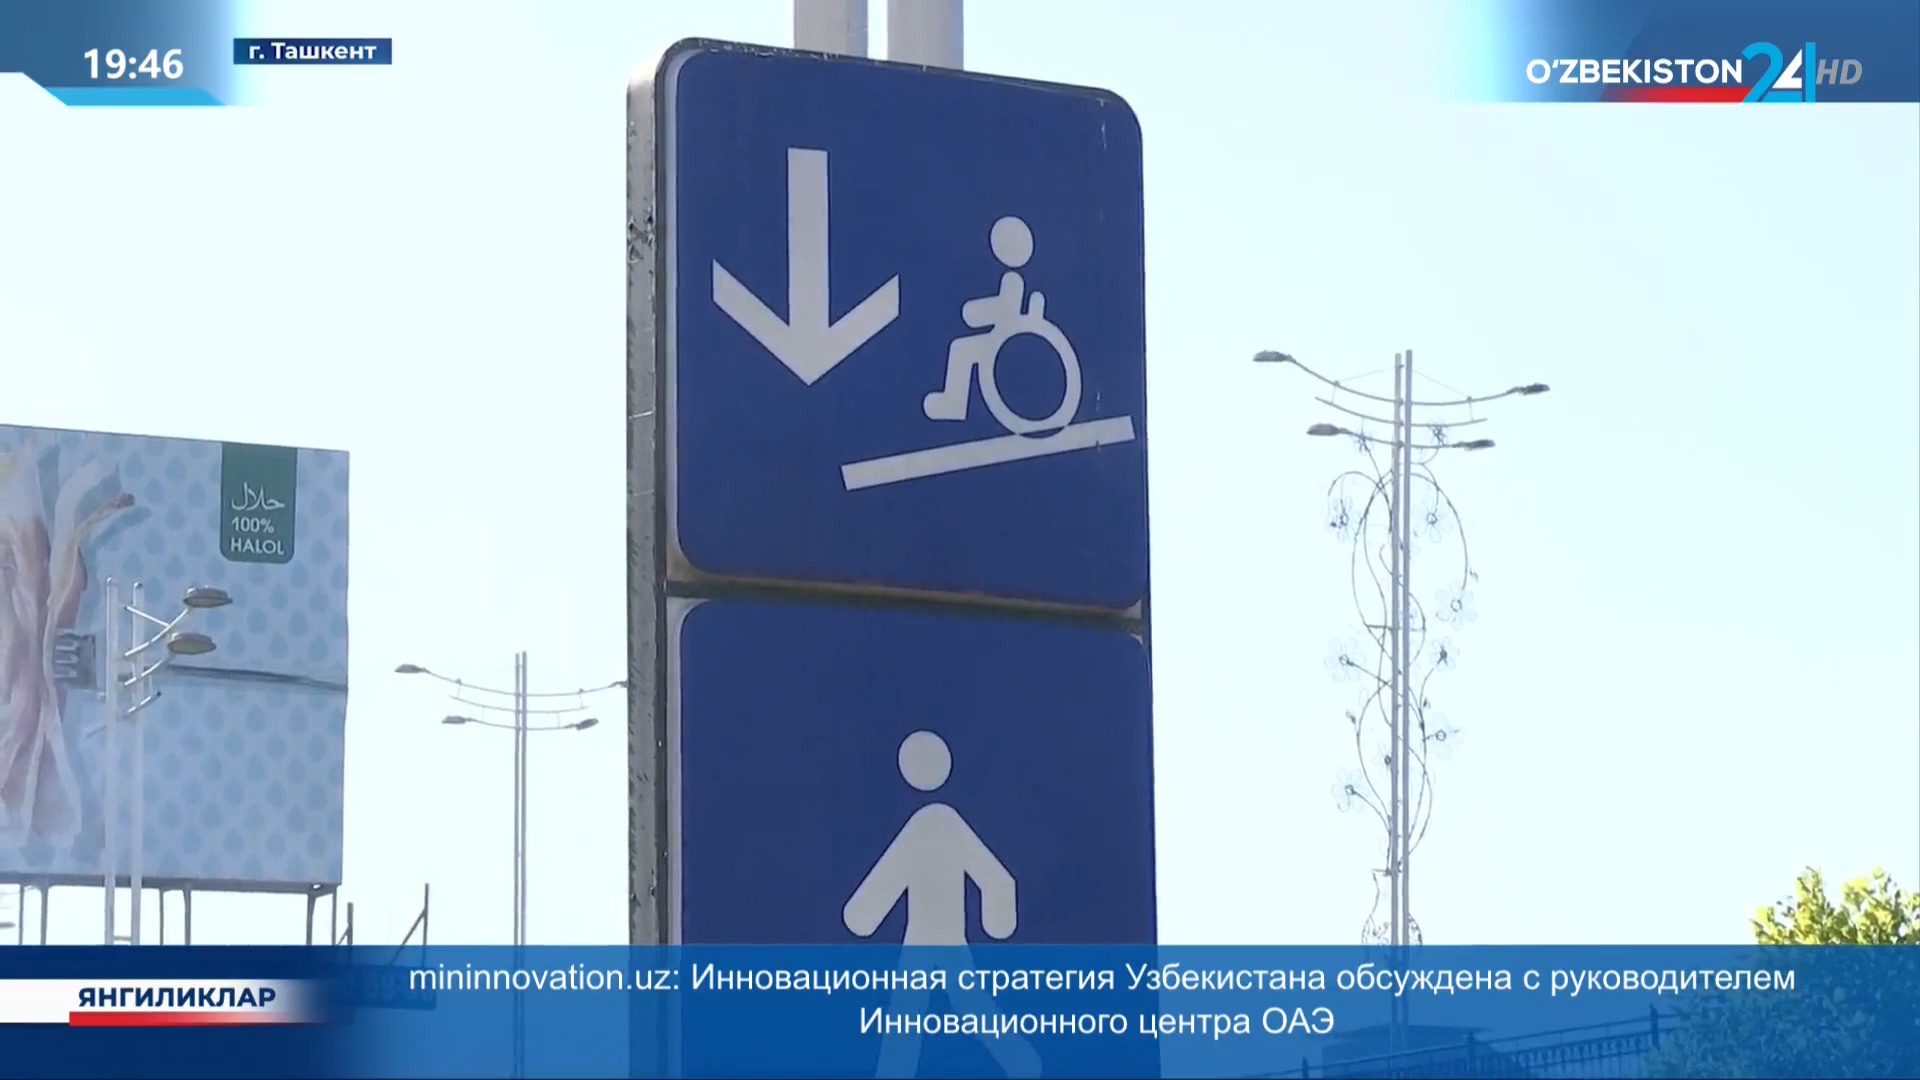 19:46
г. Ташкент
O‘ZBEKISTON 24 HD
حلال
100%
HALOL
ЯНГИЛИКЛАР
mininnovation.uz: Инновационная стратегия Узбекистана обсуждена с руководителем
Инновационного центра ОАЭ